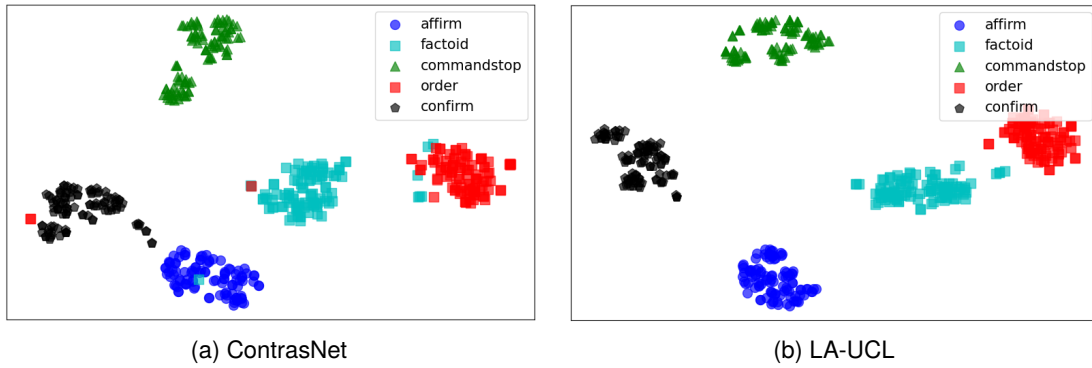 affirm
factoid
commandstop
order
confirm
(a) ContrasNet
affirm
factoid
commandstop
order
confirm
(b) LA-UCL